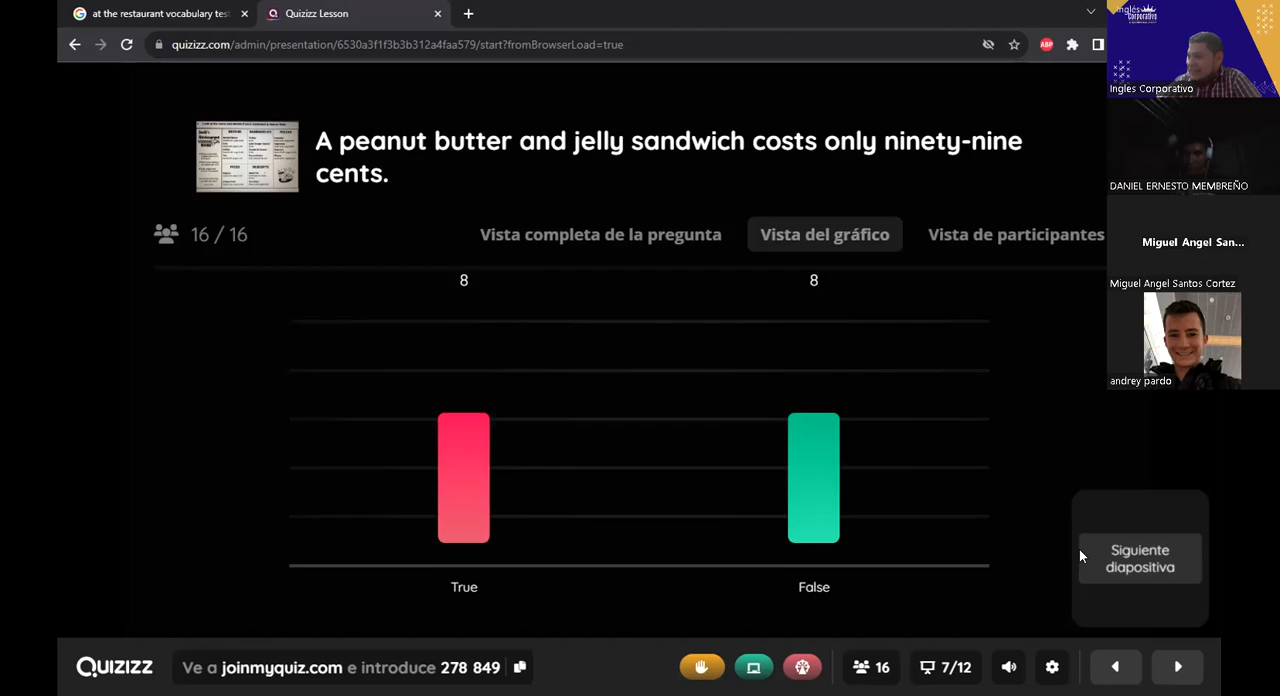 at the restaurant vocabulary tes
Quizizz Lesson
quizizz.com/admin/presentation/6530a3f1f3b3b312a4faa579/start?fromBrowserLoad=true
ABP
Inglés
Corporativo
Ingles Corporativo
A peanut butter and jelly sandwich costs only ninety-nine
cents.
DANIEL ERNESTO MEMBREÑO
16 / 16
Vista completa de la pregunta
Vista del gráfico
Vista de participantes
Miguel Angel San...
Miguel Angel Santos Cortez
8
8
andrey pardo
Siguiente
diapositiva
True
False
Quizizz
Ve a joinmyquiz.com e introduce 278 849
16
7/12